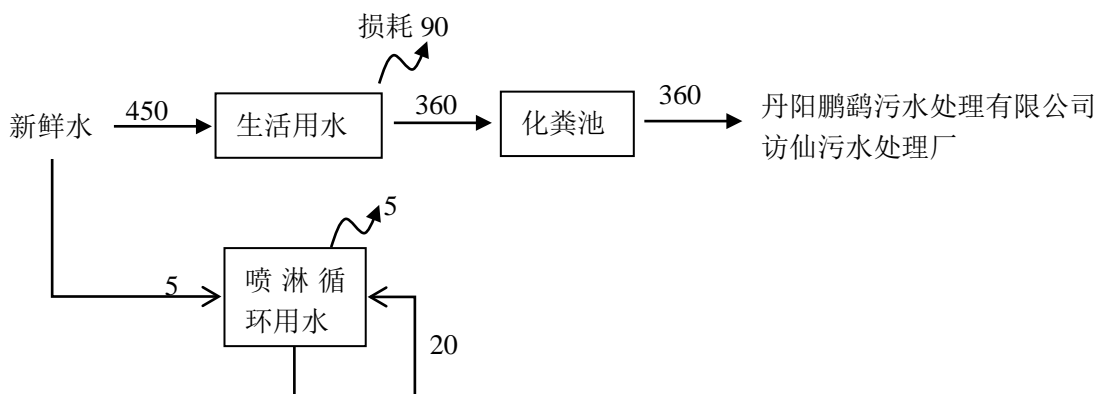 损耗 90
新鲜水
450
生活用水
360
化粪池
360
丹阳鹏鹞污水处理有限公司
访仙污水处理厂
5
5
喷淋循
环用水
20